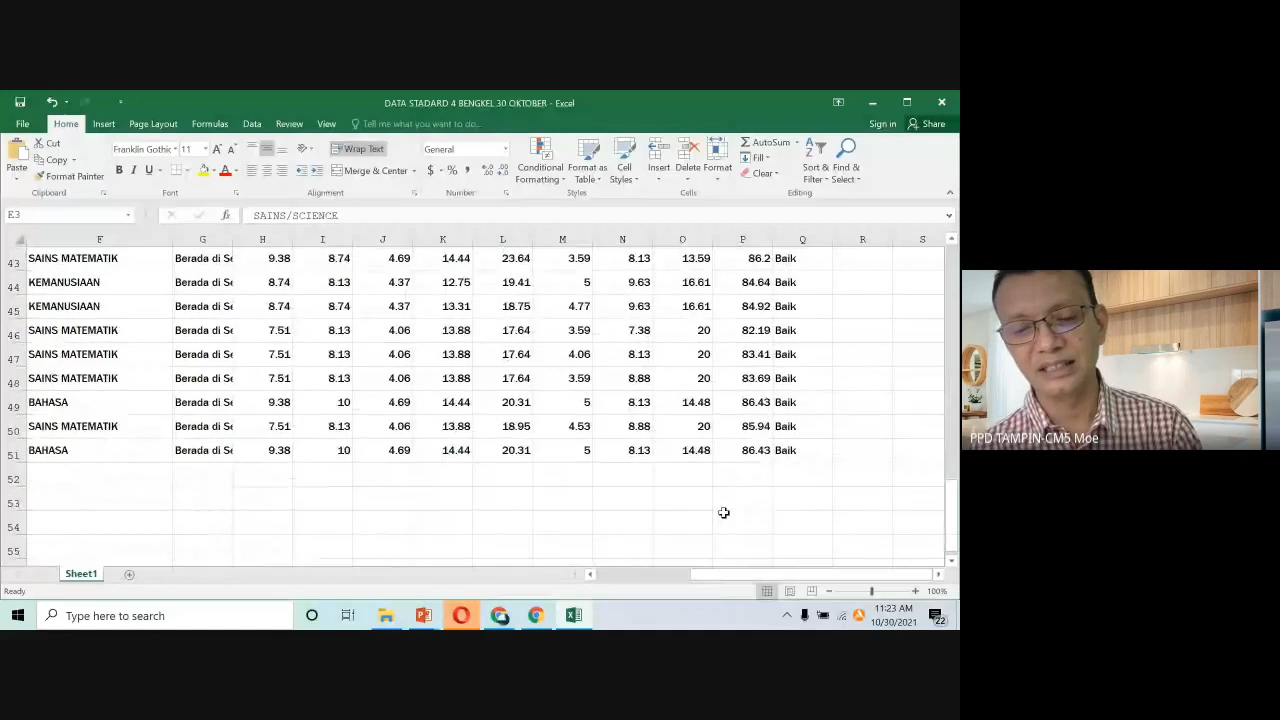 DATA STADARD 4 BENGKEL 30 OKTOBER - Excel
File Home Insert Page Layout Formulas Data Review View Tell me what you want to do... Sign in Share
Cut
Copy
Format Painter
Paste
Clipboard
Franklin Gothic 11
B I U
Font
Wrap Text
Merge & Center
Alignment
General
$ % ,
Number
Conditional Formatting
Format as Table
Cell Styles
Styles
Insert Delete Format
Cells
AutoSum
Fill
Clear
Sort & Filter
Find & Select
Editing
E3 fx SAINS/SCIENCE
F G H I J K L M N O P Q R S
43 SAINS MATEMATIK Berada di Se 9.38 8.74 4.69 14.44 23.64 3.59 8.13 13.59 86.2 Baik
44 KEMANUSIAAN Berada di Se 8.74 8.13 4.37 12.75 19.41 5 9.63 16.61 84.64 Baik
45 KEMANUSIAAN Berada di Se 8.74 8.74 4.37 13.31 18.75 4.77 9.63 16.61 84.92 Baik
46 SAINS MATEMATIK Berada di Se 7.51 8.13 4.06 13.88 17.64 3.59 7.38 20 82.19 Baik
47 SAINS MATEMATIK Berada di Se 7.51 8.13 4.06 13.88 17.64 4.06 8.13 20 83.41 Baik
48 SAINS MATEMATIK Berada di Se 7.51 8.13 4.06 13.88 17.64 3.59 8.88 20 83.69 Baik
49 BAHASA Berada di Se 9.38 10 4.69 14.44 20.31 5 8.13 14.48 86.43 Baik
50 SAINS MATEMATIK Berada di Se 7.51 8.13 4.06 13.88 18.95 4.53 8.88 20 85.94 Baik
51 BAHASA Berada di Se 9.38 10 4.69 14.44 20.31 5 8.13 14.48 86.43 Baik
52
53
54
55
Sheet1
Ready 100%
Type here to search
11:23 AM
10/30/2021
22
PPD TAMPIN-CM5 Moe